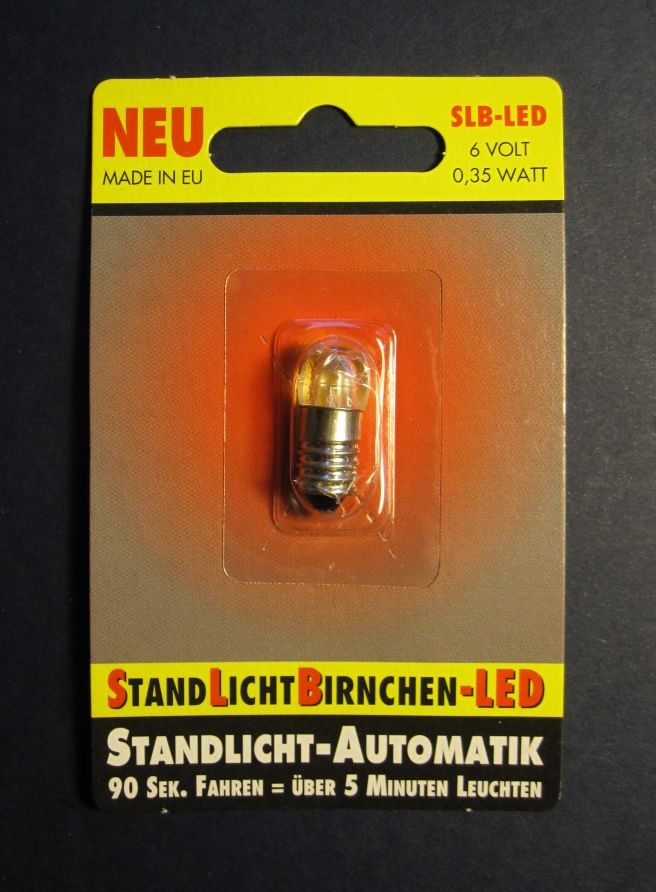 NEU
MADE IN EU
SLB-LED
6 VOLT
0,35 WATT
STANDLICHTBIRNCHEN-LED
STANDLICHT-AUTOMATIK
90 SEK. FAHREN = ÜBER 5 MINUTEN LEUCHTEN